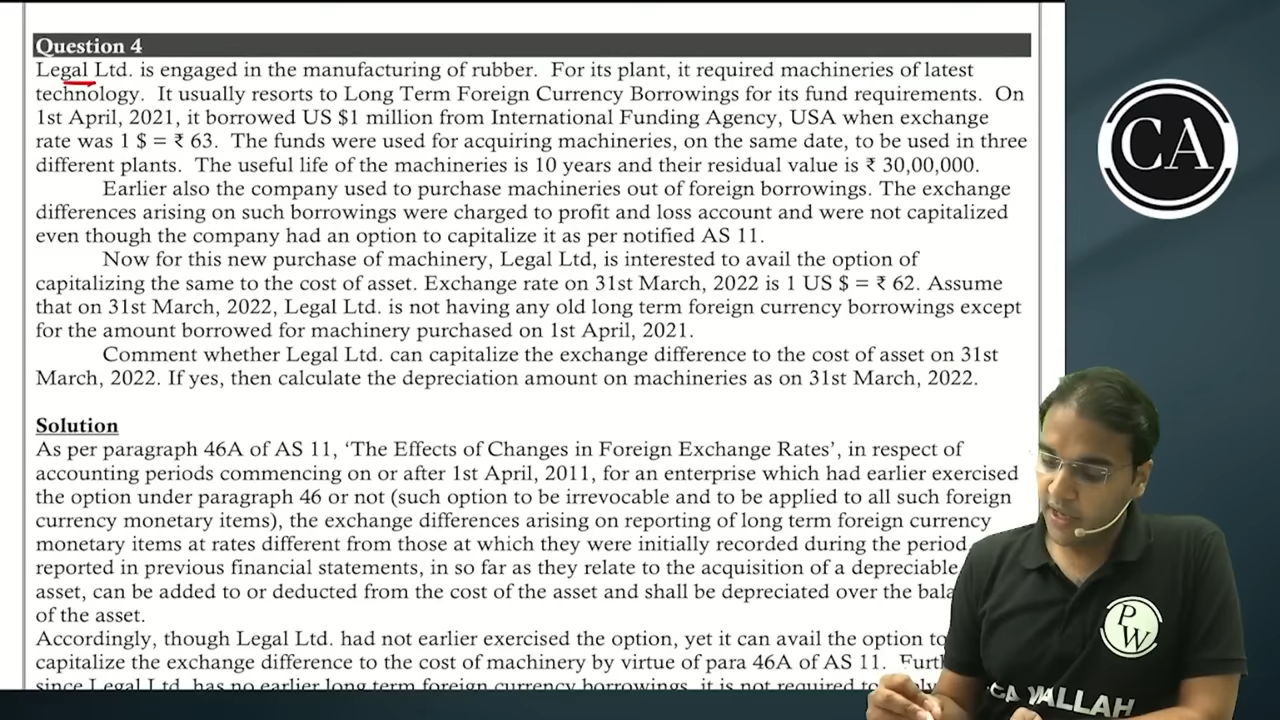 Question 4
Legal Ltd. is engaged in the manufacturing of rubber. For its plant, it required machineries of latest
technology. It usually resorts to Long Term Foreign Currency Borrowings for its fund requirements. On
1st April, 2021, it borrowed US $1 million from International Funding Agency, USA when exchange
rate was 1 $ = ₹ 63. The funds were used for acquiring machineries, on the same date, to be used in three
different plants. The useful life of the machineries is 10 years and their residual value is ₹ 30,00,000.
Earlier also the company used to purchase machineries out of foreign borrowings. The exchange
differences arising on such borrowings were charged to profit and loss account and were not capitalized
even though the company had an option to capitalize it as per notified AS 11.
Now for this new purchase of machinery, Legal Ltd, is interested to avail the option of
capitalizing the same to the cost of asset. Exchange rate on 31st March, 2022 is 1 US $ = ₹ 62. Assume
that on 31st March, 2022, Legal Ltd. is not having any old long term foreign currency borrowings except
for the amount borrowed for machinery purchased on 1st April, 2021.
Comment whether Legal Ltd. can capitalize the exchange difference to the cost of asset on 31st
March, 2022. If yes, then calculate the depreciation amount on machineries as on 31st March, 2022.
Solution
As per paragraph 46A of AS 11, ‘The Effects of Changes in Foreign Exchange Rates’, in respect of
accounting periods commencing on or after 1st April, 2011, for an enterprise which had earlier exercised
the option under paragraph 46 or not (such option to be irrevocable and to be applied to all such foreign
currency monetary items), the exchange differences arising on reporting of long term foreign currency
monetary items at rates different from those at which they were initially recorded during the period
reported in previous financial statements, in so far as they relate to the acquisition of a depreciable
asset, can be added to or deducted from the cost of the asset and shall be depreciated over the
of the asset.
Accordingly, though Legal Ltd. had not earlier exercised the option, yet it can avail the option to
capitalize the exchange difference to the cost of machinery by virtue of para 46A of AS 11.
since Legal Ltd. has no earlier long term foreign currency borrowings, it is not required to
CA
PW
WALLAH